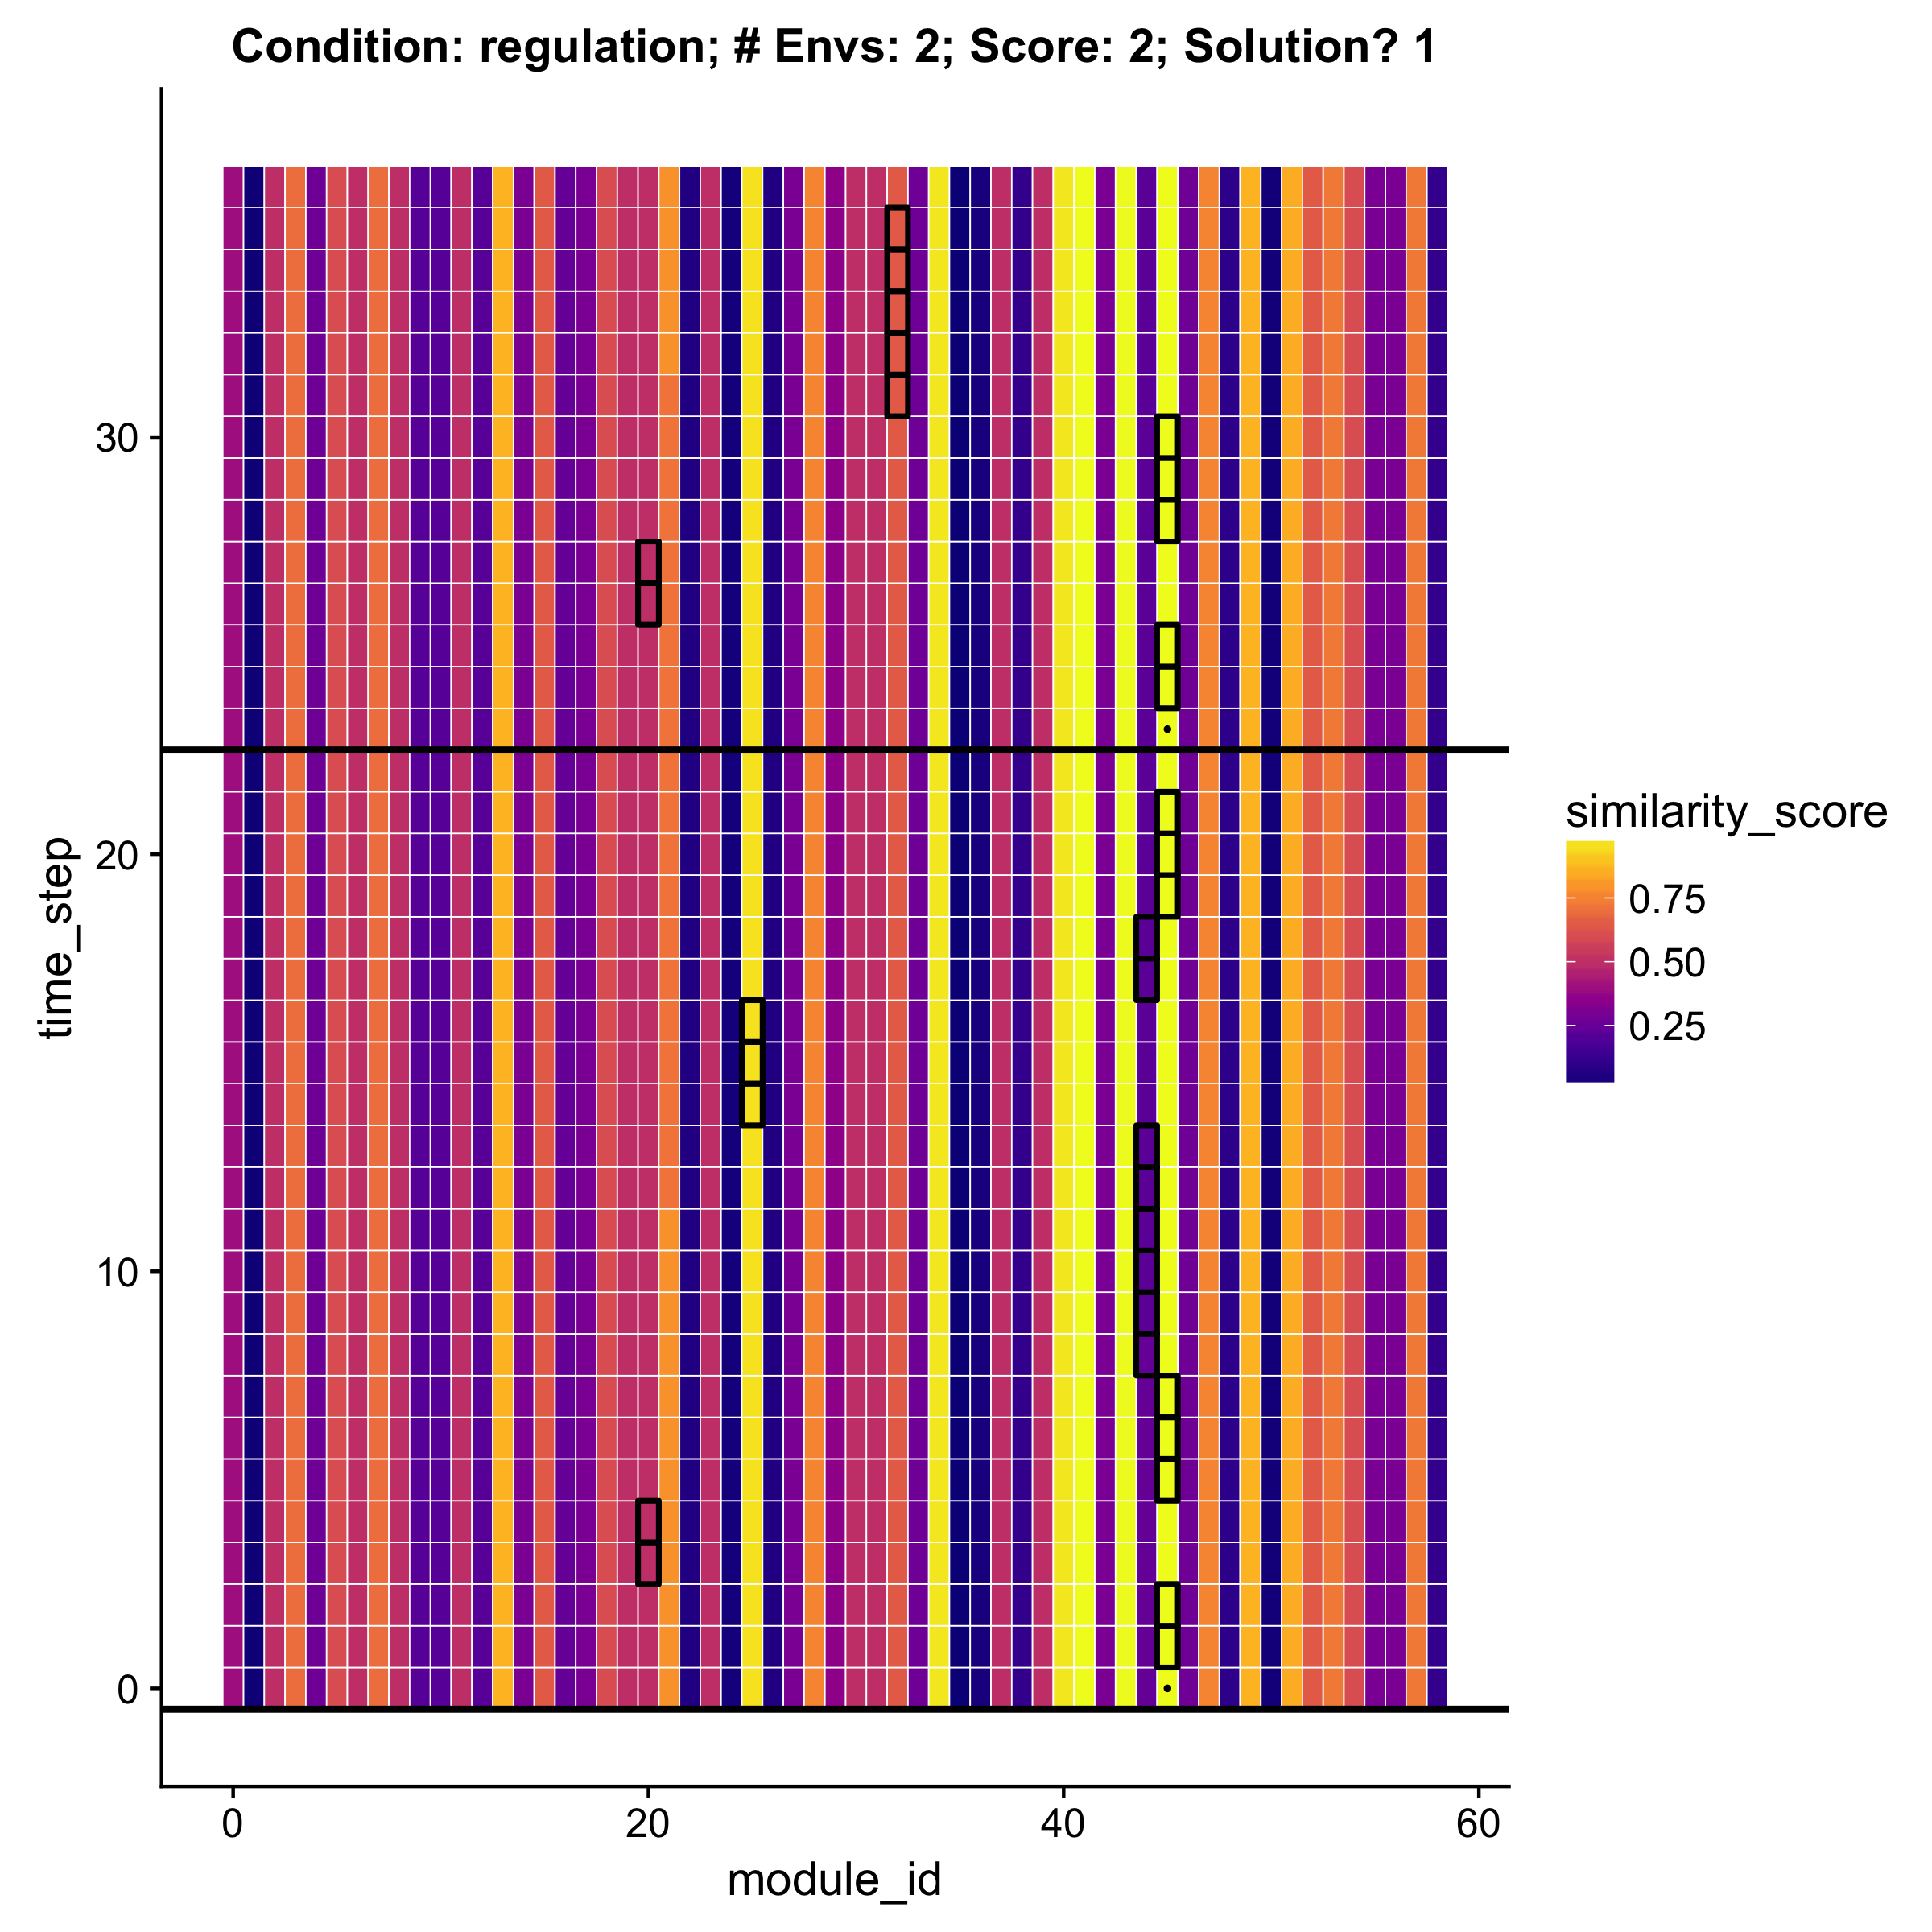 Condition: regulation; # Envs: 2; Score: 2; Solution? 1
30
20
10
0
time_step
0 20 40 60
module_id
similarity_score
0.75
0.50
0.25